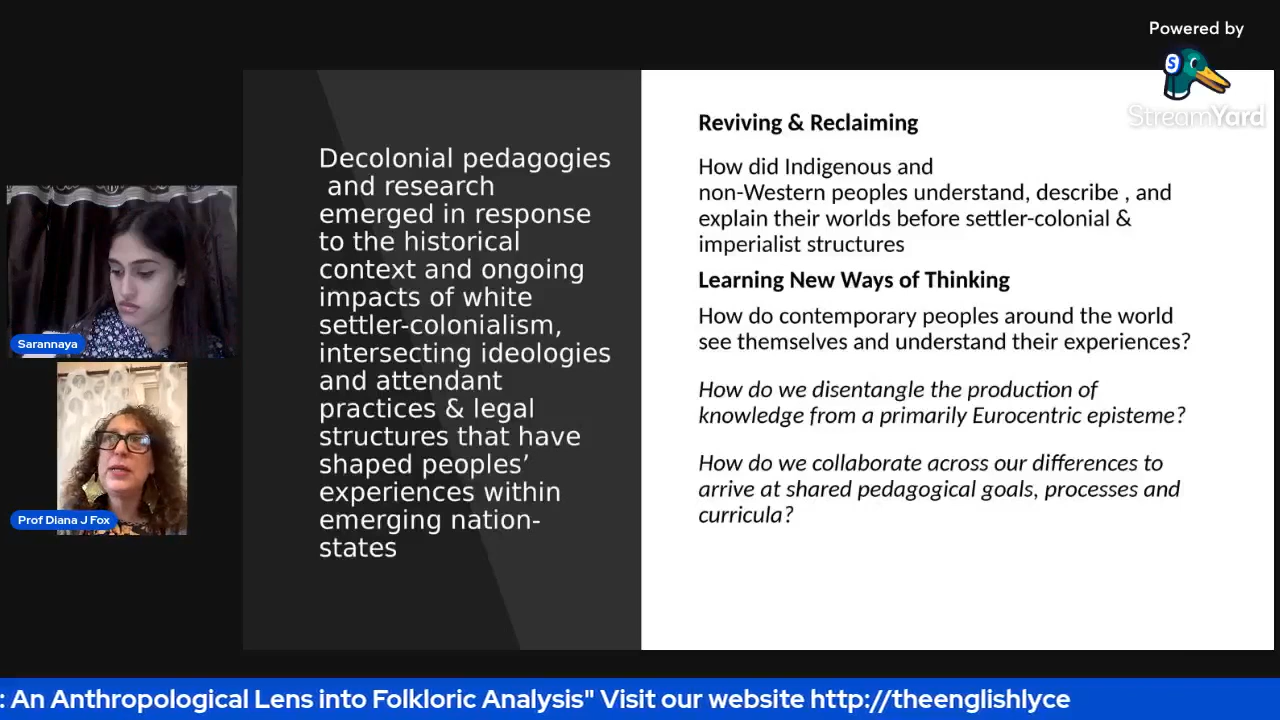 Powered by
S
StreamYard
Decolonial pedagogies
and research
emerged in response
to the historical
context and ongoing
impacts of white
settler-colonialism,
intersecting ideologies
and attendant
practices & legal
structures that have
shaped peoples’
experiences within
emerging nation-
states
Reviving & Reclaiming
How did Indigenous and
non-Western peoples understand, describe , and
explain their worlds before settler-colonial &
imperialist structures
Learning New Ways of Thinking
How do contemporary peoples around the world
see themselves and understand their experiences?
How do we disentangle the production of
knowledge from a primarily Eurocentric episteme?
How do we collaborate across our differences to
arrive at shared pedagogical goals, processes and
curricula?
Sarannaya
Prof Diana J Fox
: An Anthropological Lens into Folkloric Analysis" Visit our website http://theenglishlyce